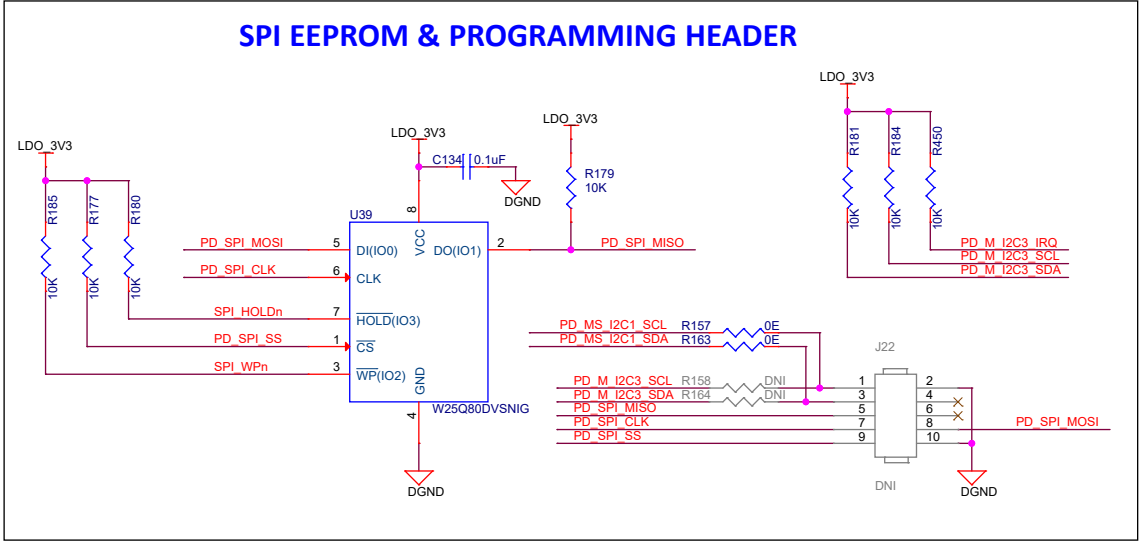 SPI EEPROM & PROGRAMMING HEADER
LDO_3V3
R181
R184
R450
10K
10K
10K
PD_M_I2C3_IRQ
PD_M_I2C3_SCL
PD_M_I2C3_SDA
LDO_3V3
R185
R177
R180
10K
10K
10K
LDO_3V3
C134 0.1uF
DGND
LDO_3V3
R179
10K
U39
8
VCC
PD_SPI_MOSI 5 DI(IO0)
DO(IO1) 2 PD_SPI_MISO
PD_SPI_CLK 6 CLK
SPI_HOLDn 7 HOLD(IO3)
PD_SPI_SS 1 CS
SPI_WPn 3 WP(IO2)
GND
4
W25Q80DVSNIG
DGND
PD_MS_I2C1_SCL R157 0E
PD_MS_I2C1_SDA R163 0E
J22
PD_M_I2C3_SCL R158 DNI 1 2
PD_M_I2C3_SDA R164 DNI 3 4
PD_SPI_MISO 5 6
PD_SPI_CLK 7 8 PD_SPI_MOSI
PD_SPI_SS 9 10
DNI
DGND